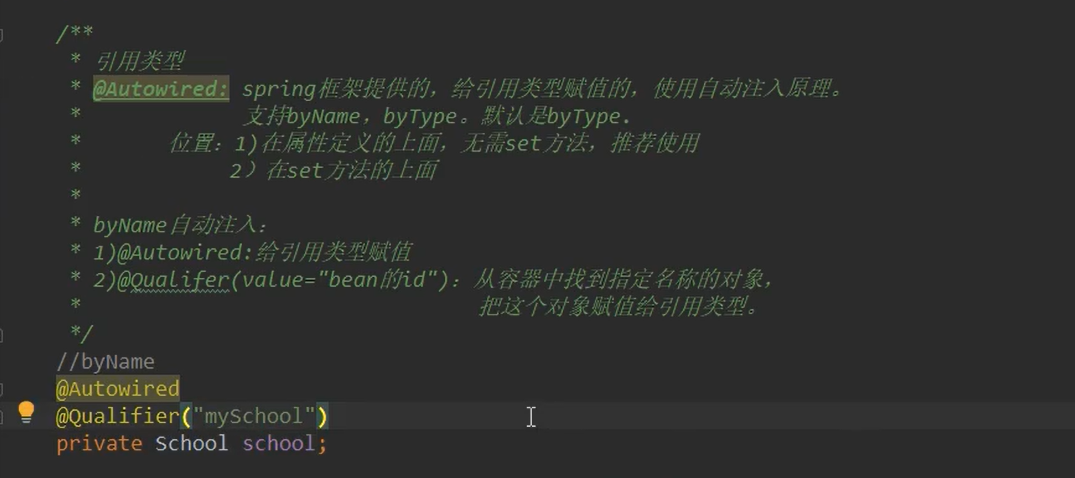 /**
* 引用类型
* @Autowired: spring框架提供的，给引用类型赋值的，使用自动注入原理。
* 支持byName，byType。默认是byType.
* 位置：1)在属性定义的上面，无需set方法，推荐使用
* 2）在set方法的上面
*
* byName自动注入：
* 1)@Autowired:给引用类型赋值
* 2)@Qualifer(value="bean的id")：从容器中找到指定名称的对象，
* 把这个对象赋值给引用类型。
*/
//byName
@Autowired
@Qualifier("mySchool")
private School school;